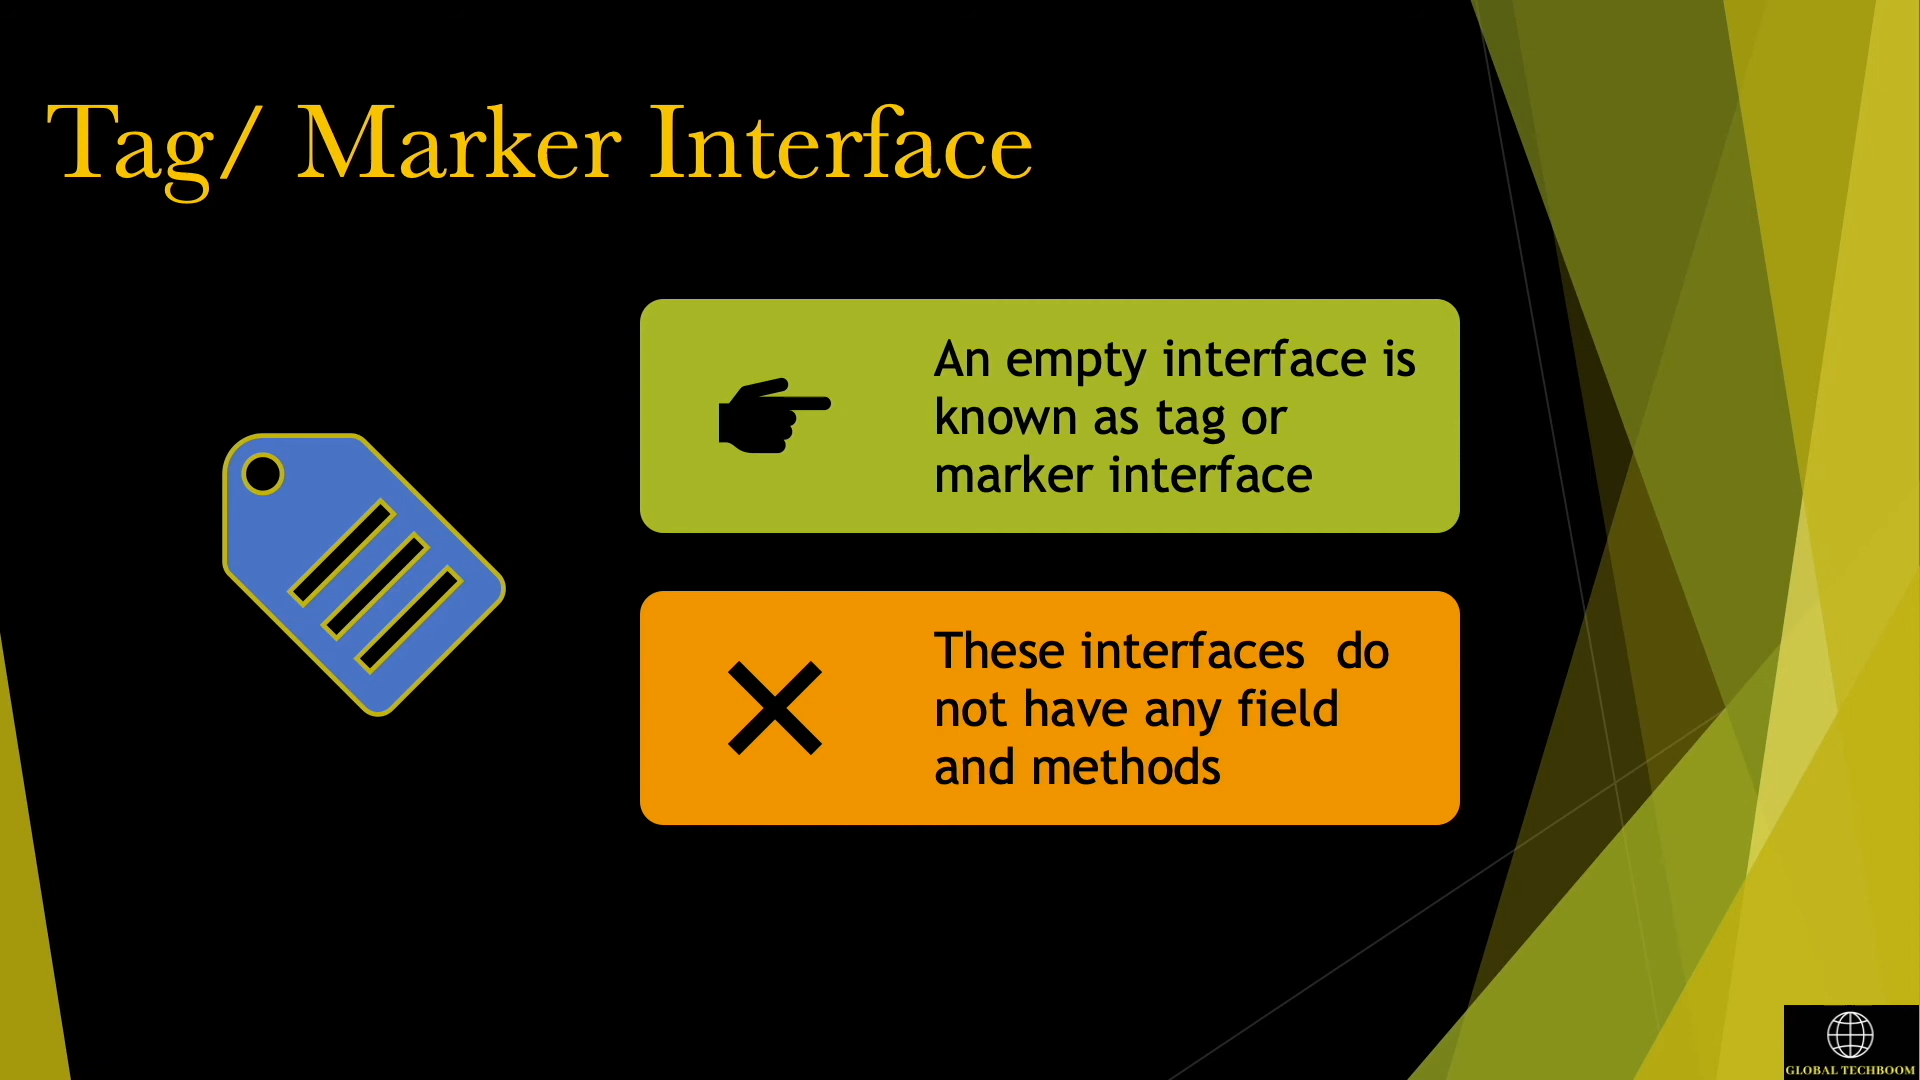 Tag/ Marker Interface
An empty interface is
known as tag or
marker interface
These interfaces  do
not have any field
and methods
GLOBAL TECHBOOM